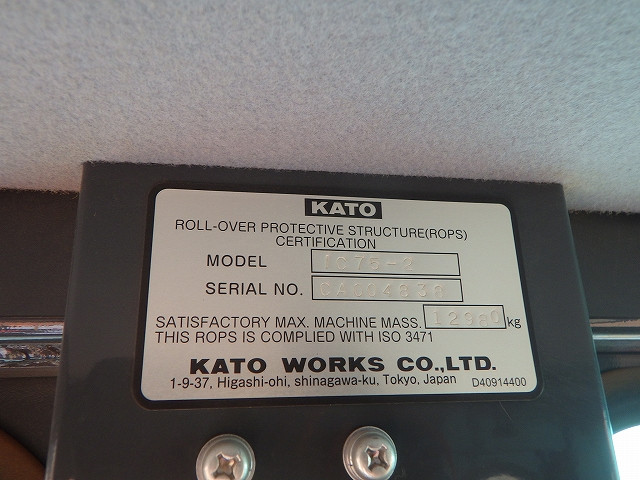 KATO
ROLL-OVER PROTECTIVE STRUCTURE(ROPS)
CERTIFICATION
MODEL
SERIAL NO.
SATISFACTORY MAX. MACHINE MASS. 12980 kg
THIS ROPS IS COMPLIED WITH ISO 3471
KATO WORKS CO.,LTD.
1-9-37, Higashi-ohi, shinagawa-ku, Tokyo, Japan D40914400